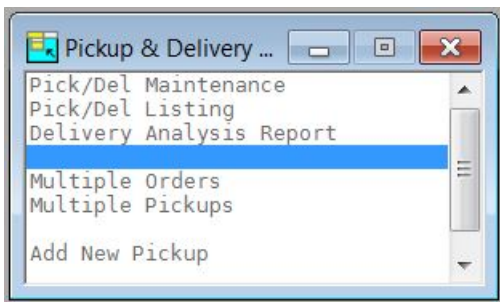 Pickup & Delivery ...
Pick/Del Maintenance
Pick/Del Listing
Delivery Analysis Report
Multiple Orders
Multiple Pickups
Add New Pickup